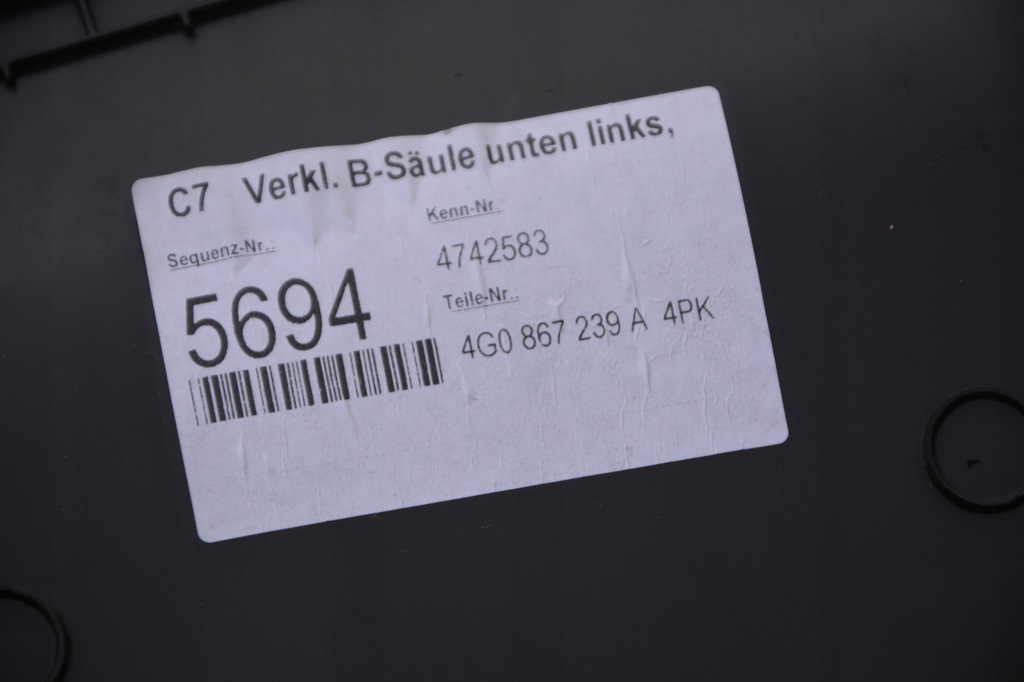 C7 Verkl. B-Säule unten links,
Sequenz-Nr.:
5694
Kenn-Nr.
4742583
Teile-Nr.:
4G0 867 239 A 4PK